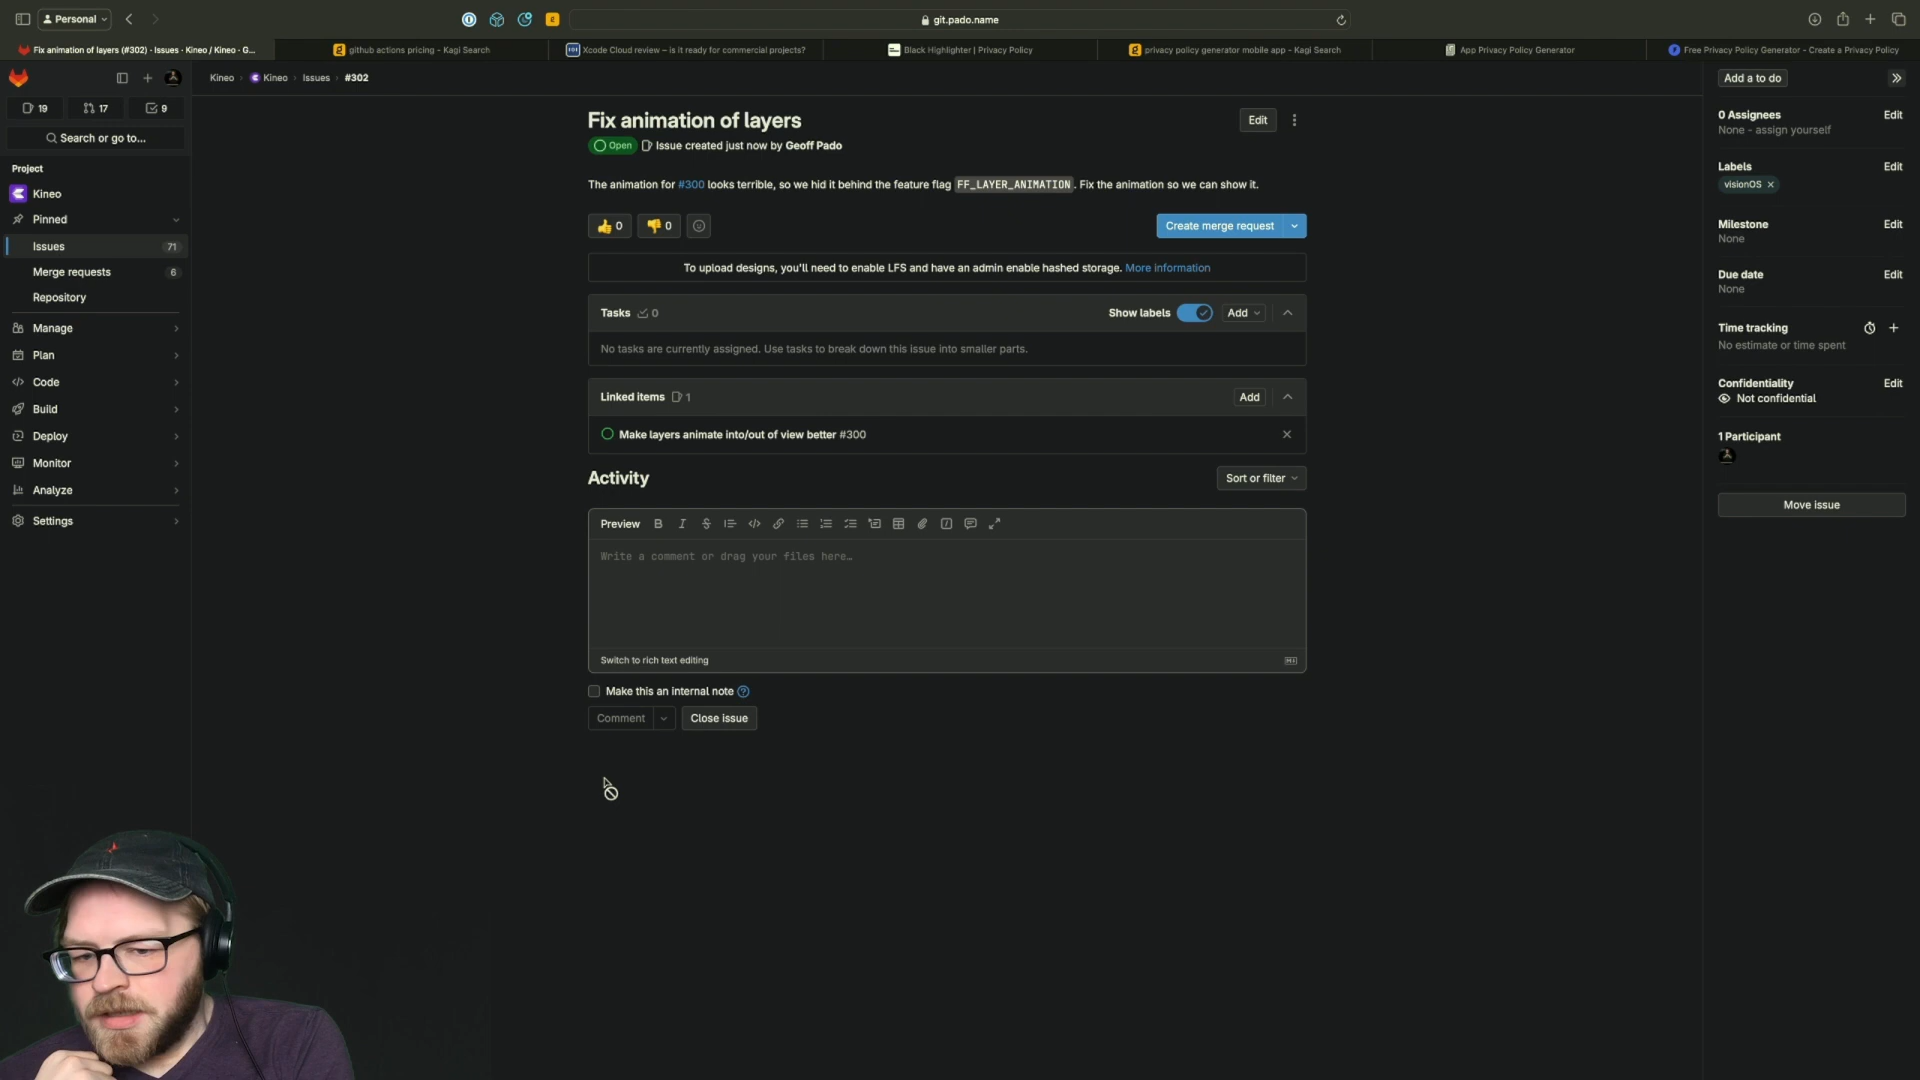 Personal
git.pado.name
Fix animation of layers (#302) · Issues · Kineo / Kineo · G...
github actions pricing - Kagi Search
Xcode Cloud review – is it ready for commercial projects?
Black Highlighter | Privacy Policy
privacy policy generator mobile app - Kagi Search
App Privacy Policy Generator
Free Privacy Policy Generator - Create a Privacy Policy
19
17
9
Search or go to...
Project
Kineo
Pinned
Issues 71
Merge requests 6
Repository
Manage
Plan
Code
Build
Deploy
Monitor
Analyze
Settings
Kineo
Kineo
Issues
#302
Fix animation of layers
Edit
Open
Issue created just now by Geoff Pado
The animation for #300 looks terrible, so we hid it behind the feature flag FF_LAYER_ANIMATION. Fix the animation so we can show it.
0
0
Create merge request
To upload designs, you'll need to enable LFS and have an admin enable hashed storage. More information
Tasks 0
Show labels
Add
No tasks are currently assigned. Use tasks to break down this issue into smaller parts.
Linked items 1
Add
Make layers animate into/out of view better #300
Activity
Sort or filter
Preview
Write a comment or drag your files here…
Switch to rich text editing
Make this an internal note
Comment
Close issue
Add a to do
0 Assignees Edit
None - assign yourself
Labels Edit
visionOS
Milestone Edit
None
Due date Edit
None
Time tracking
No estimate or time spent
Confidentiality Edit
Not confidential
1 Participant
Move issue